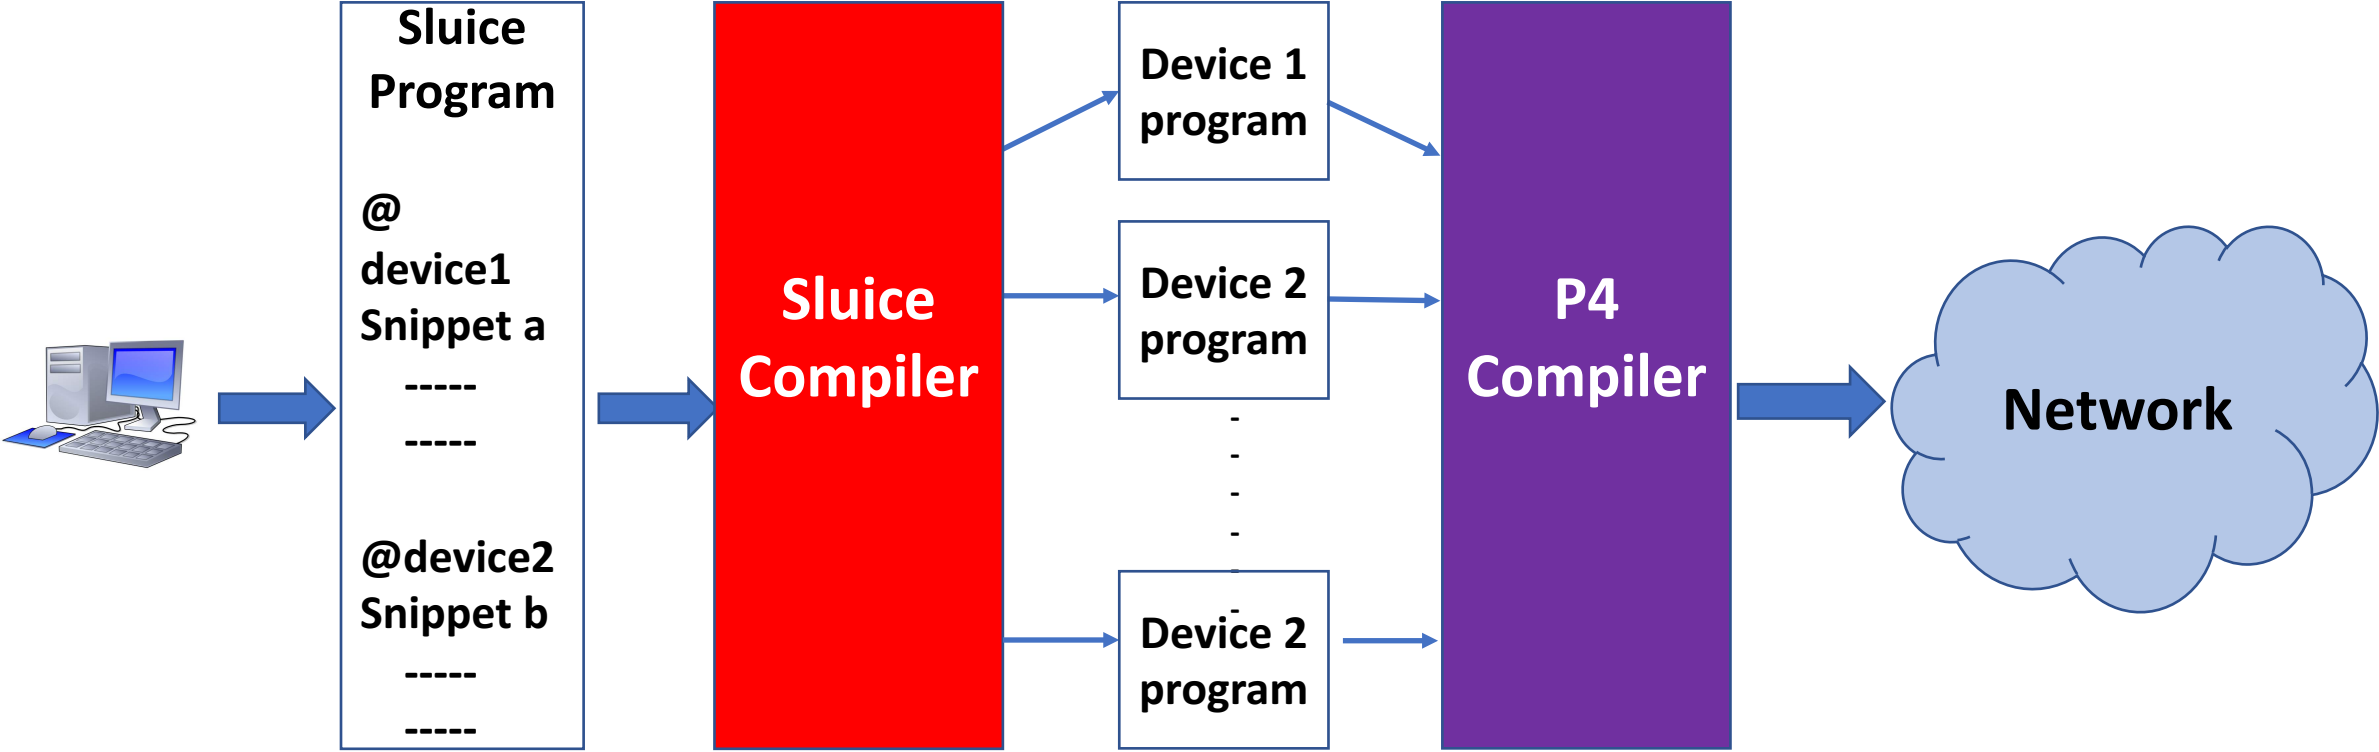 Sluice
Program
@
device1
Snippet a
-----
-----
@device2
Snippet b
-----
-----
Sluice
Compiler
Device 1
program
Device 2
program
-
-
-
-
-
-
Device 2
program
P4
Compiler
Network